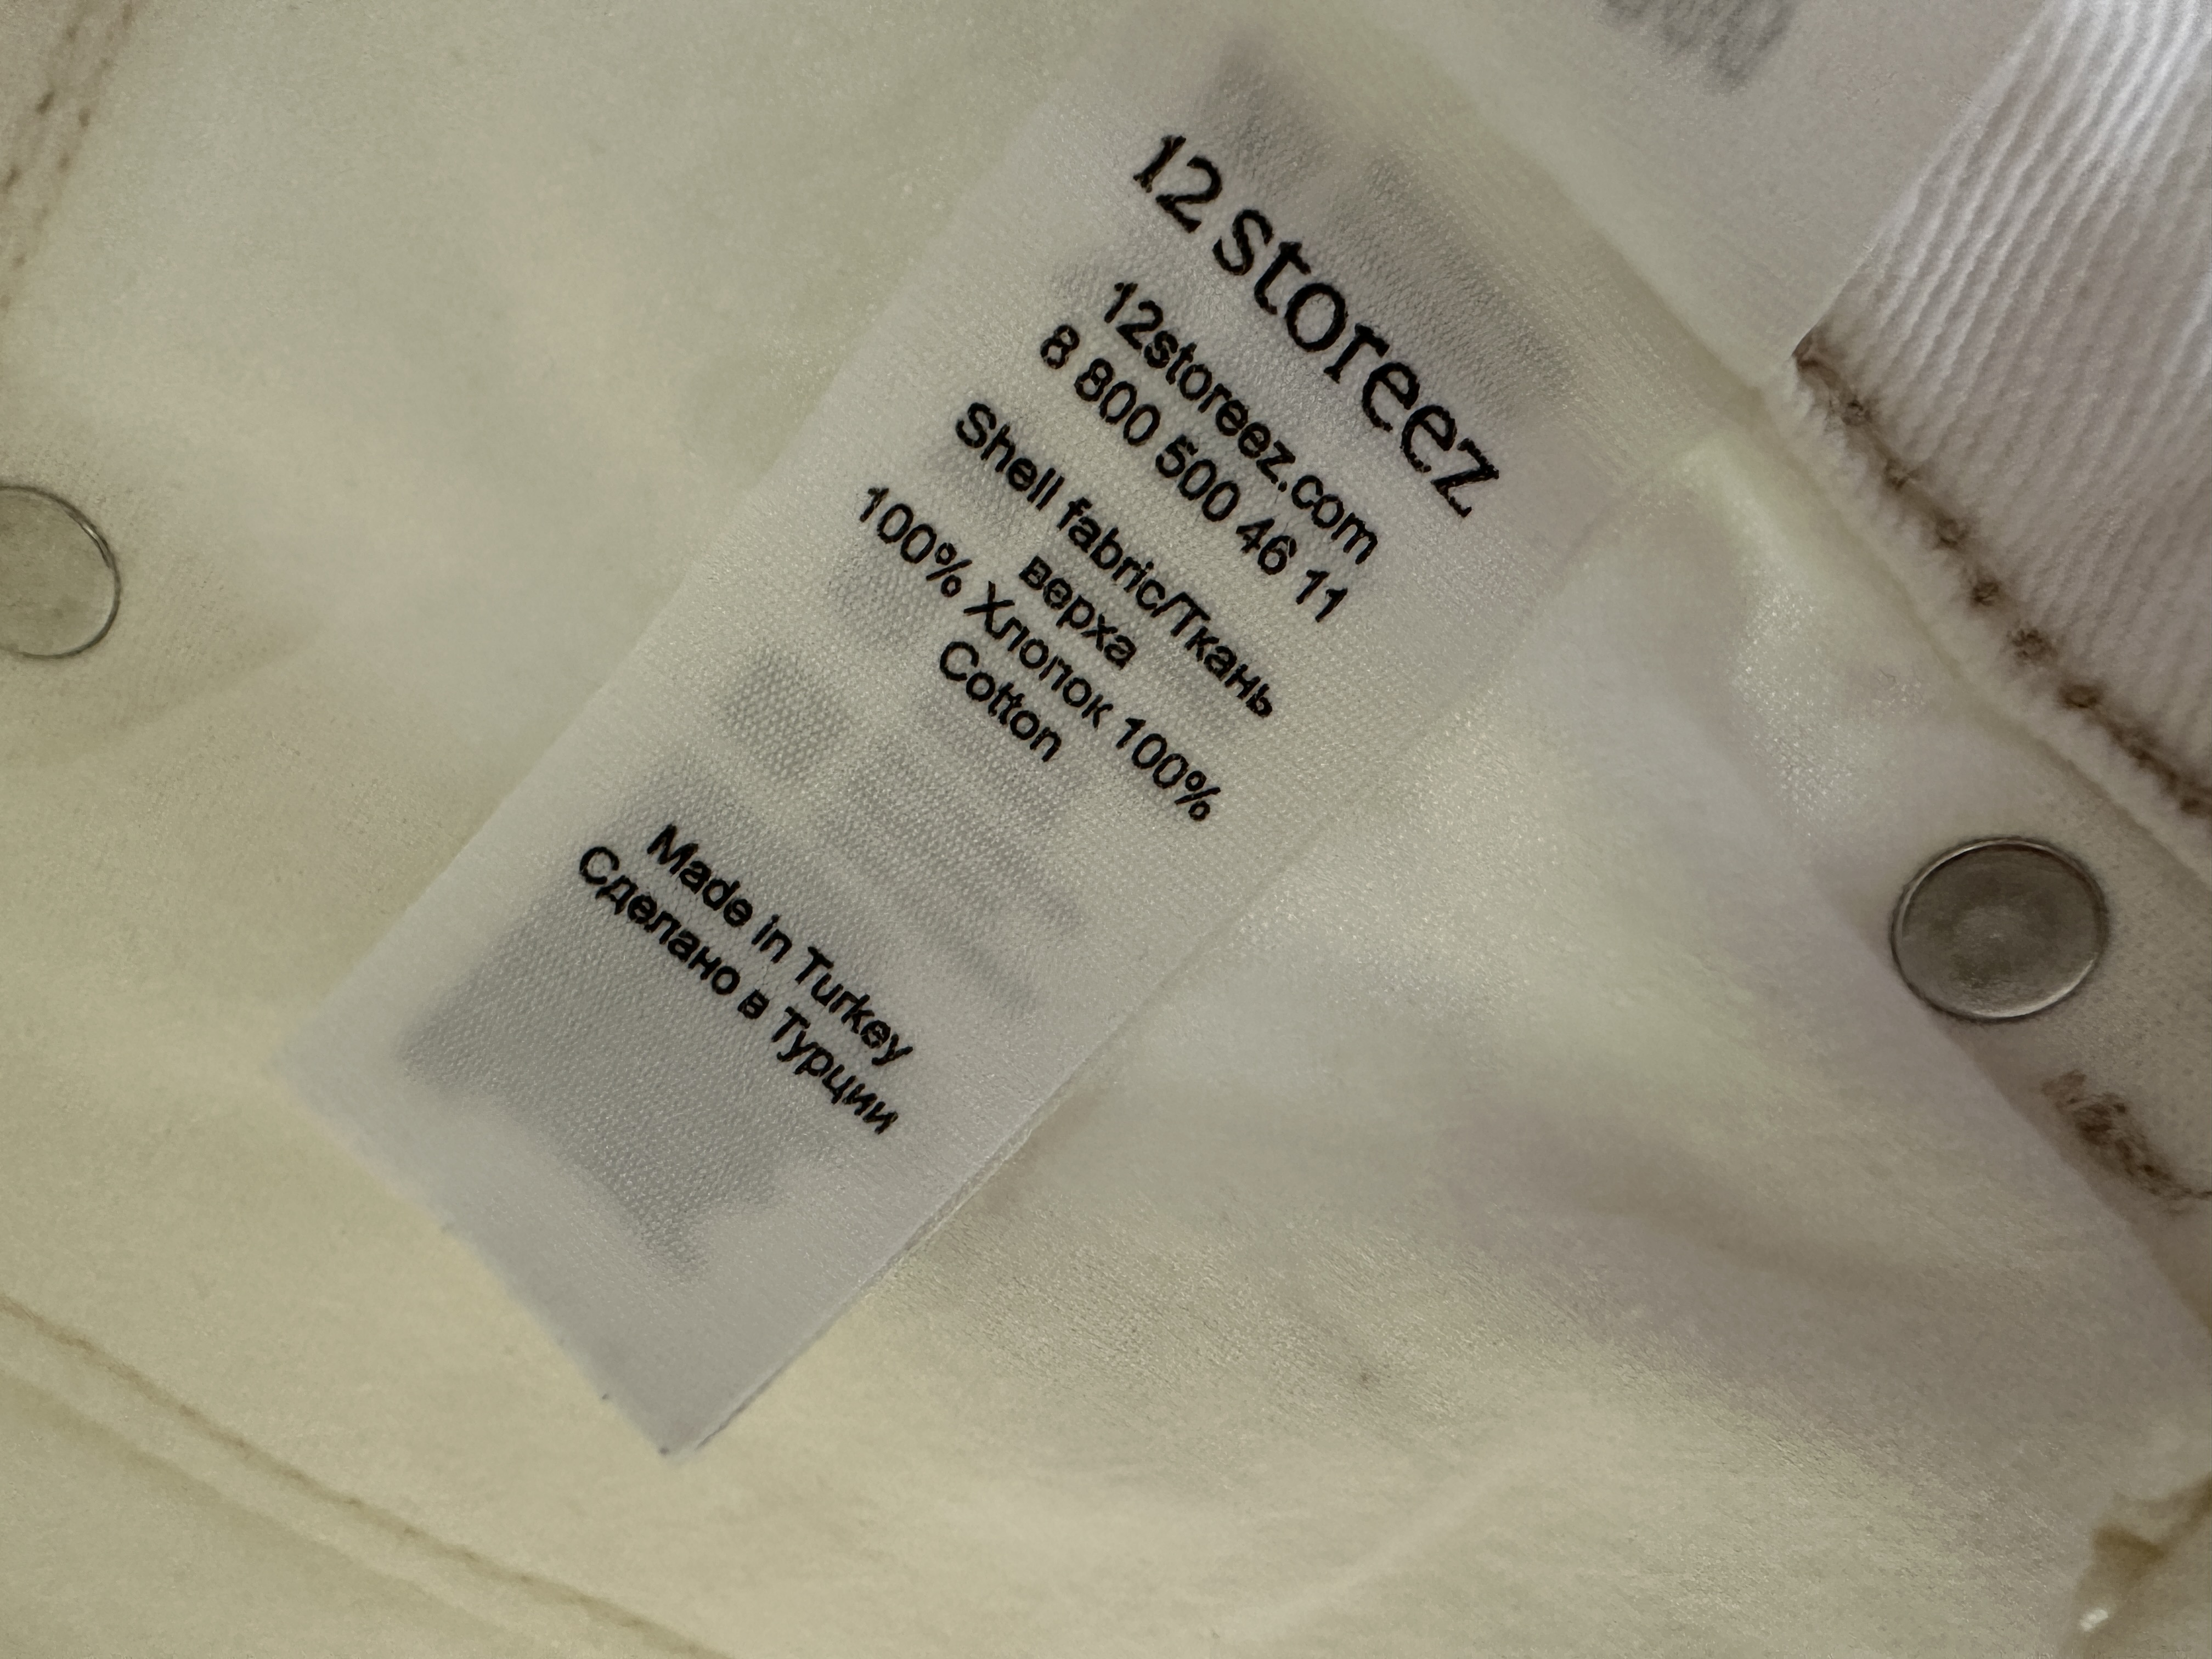 12 storeez
12storeez.com
8 800 500 46 11
Shell fabric/Ткань
верха
100% Хлопок 100%
Cotton
Made in Turkey
Сделано в Турции